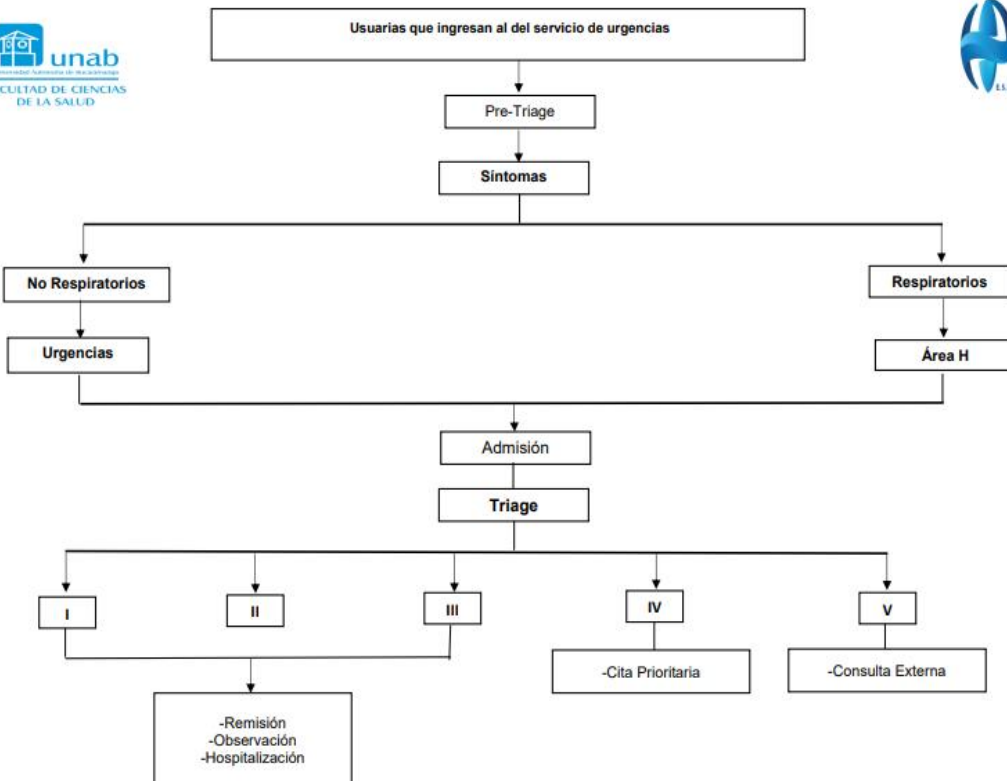 Usuarias que ingresan al del servicio de urgencias
unab
FACULTAD DE CIENCIAS
DE LA SALUD
Pre-Triage
Síntomas
No Respiratorios
Respiratorios
Urgencias
Área H
Admisión
Triage
I
II
III
IV
V
-Cita Prioritaria
-Consulta Externa
-Remisión
-Observación
-Hospitalización